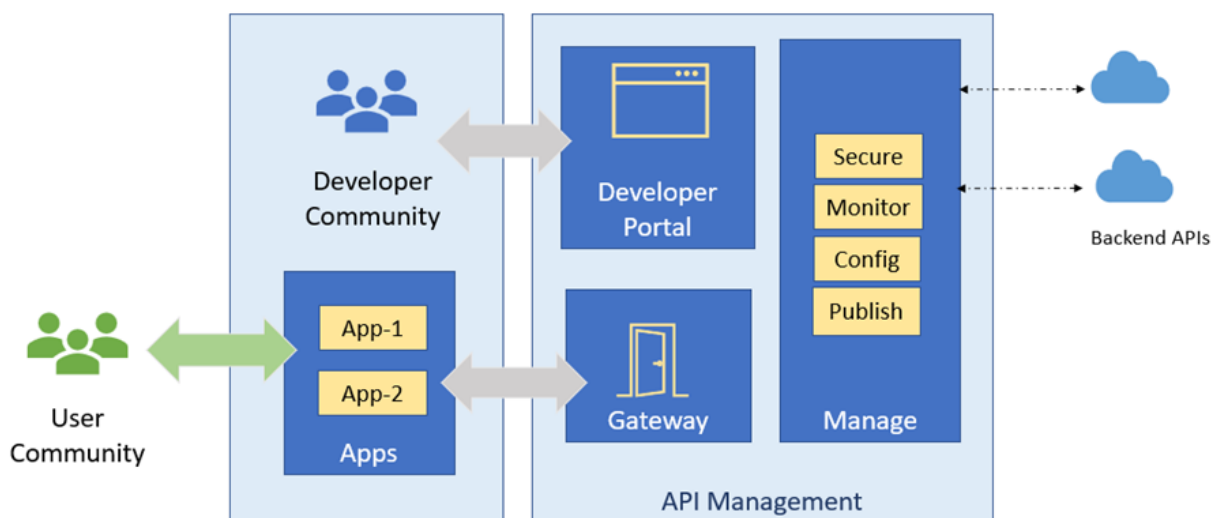 Developer
Community
App-1
App-2
Apps
User
Community
Developer
Portal
Gateway
Secure
Monitor
Config
Publish
Manage
API Management
Backend APIs